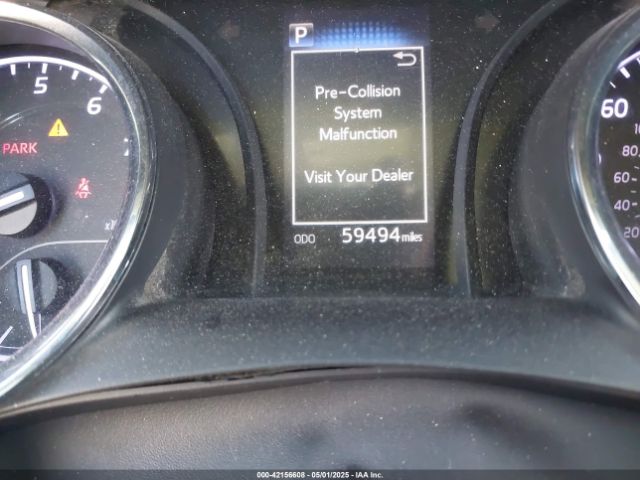 P
5
6
PARK
Pre-Collision
System
Malfunction
Visit Your Dealer
ODO 59494 miles
60
80
60
40
20
000-42156608 - 05/01/2025 - IAA Inc.